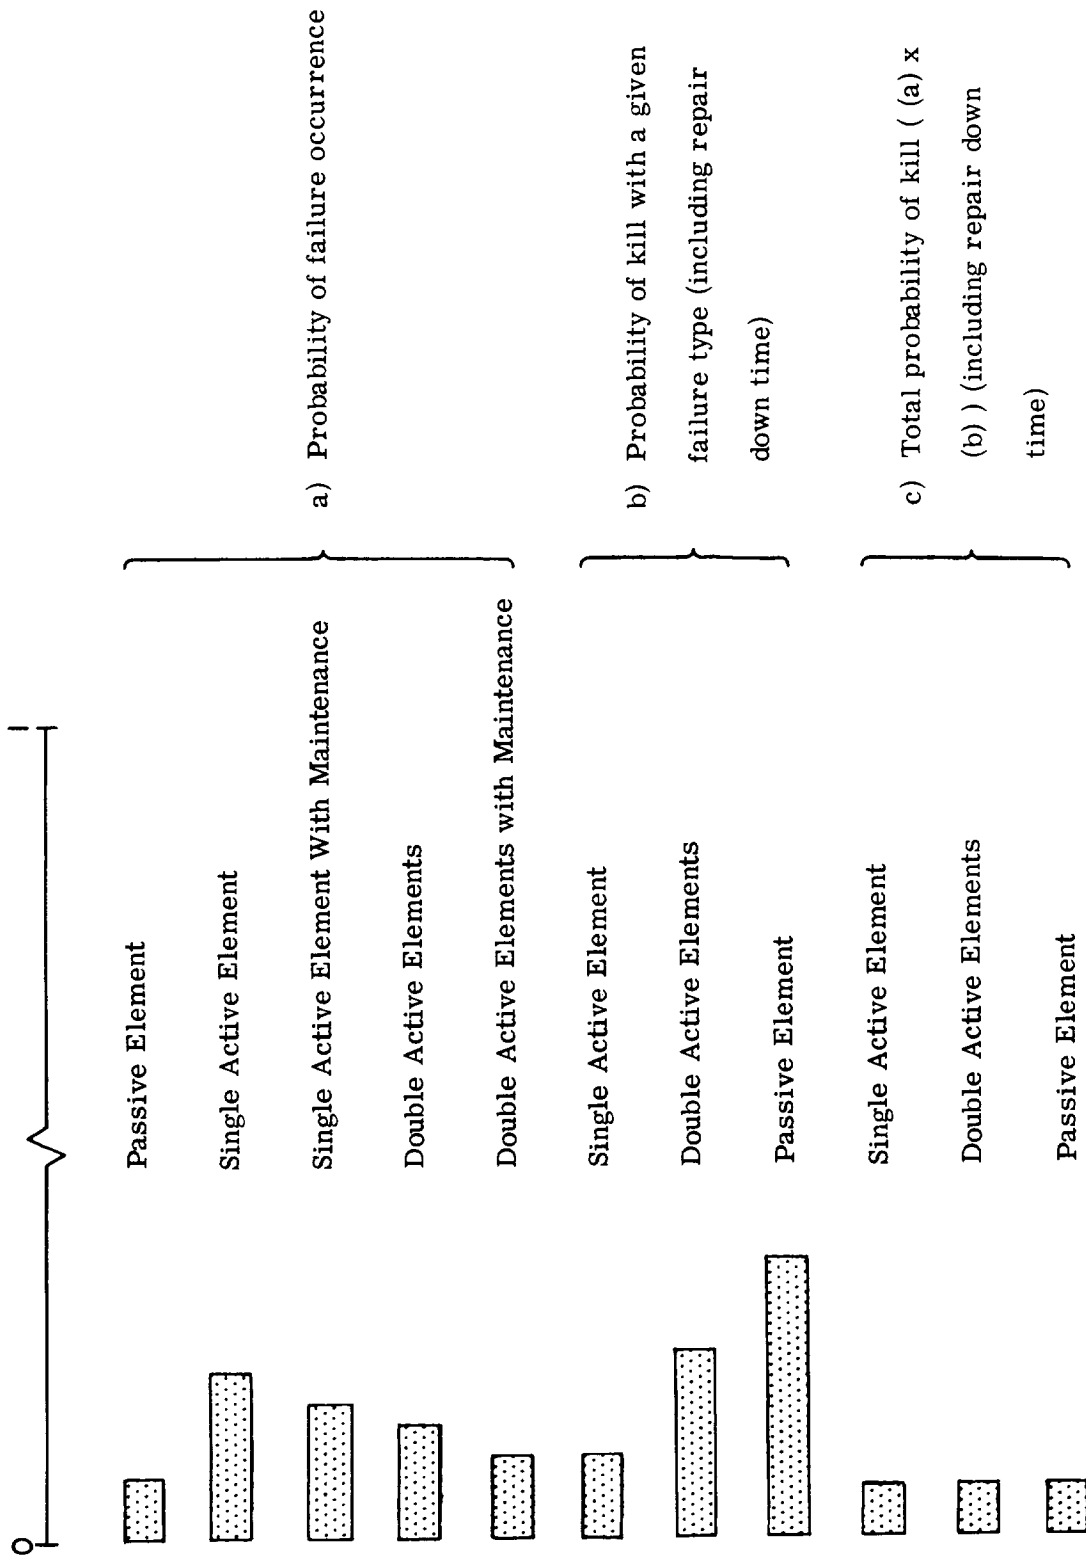 0
1
Passive Element
Single Active Element
Single Active Element With Maintenance
Double Active Elements
Double Active Elements with Maintenance
a) Probability of failure occurrence
Single Active Element
Double Active Elements
Passive Element
b) Probability of kill with a given
failure type (including repair
down time)
Single Active Element
Double Active Elements
Passive Element
c) Total probability of kill ( (a) x
(b) ) (including repair down
time)